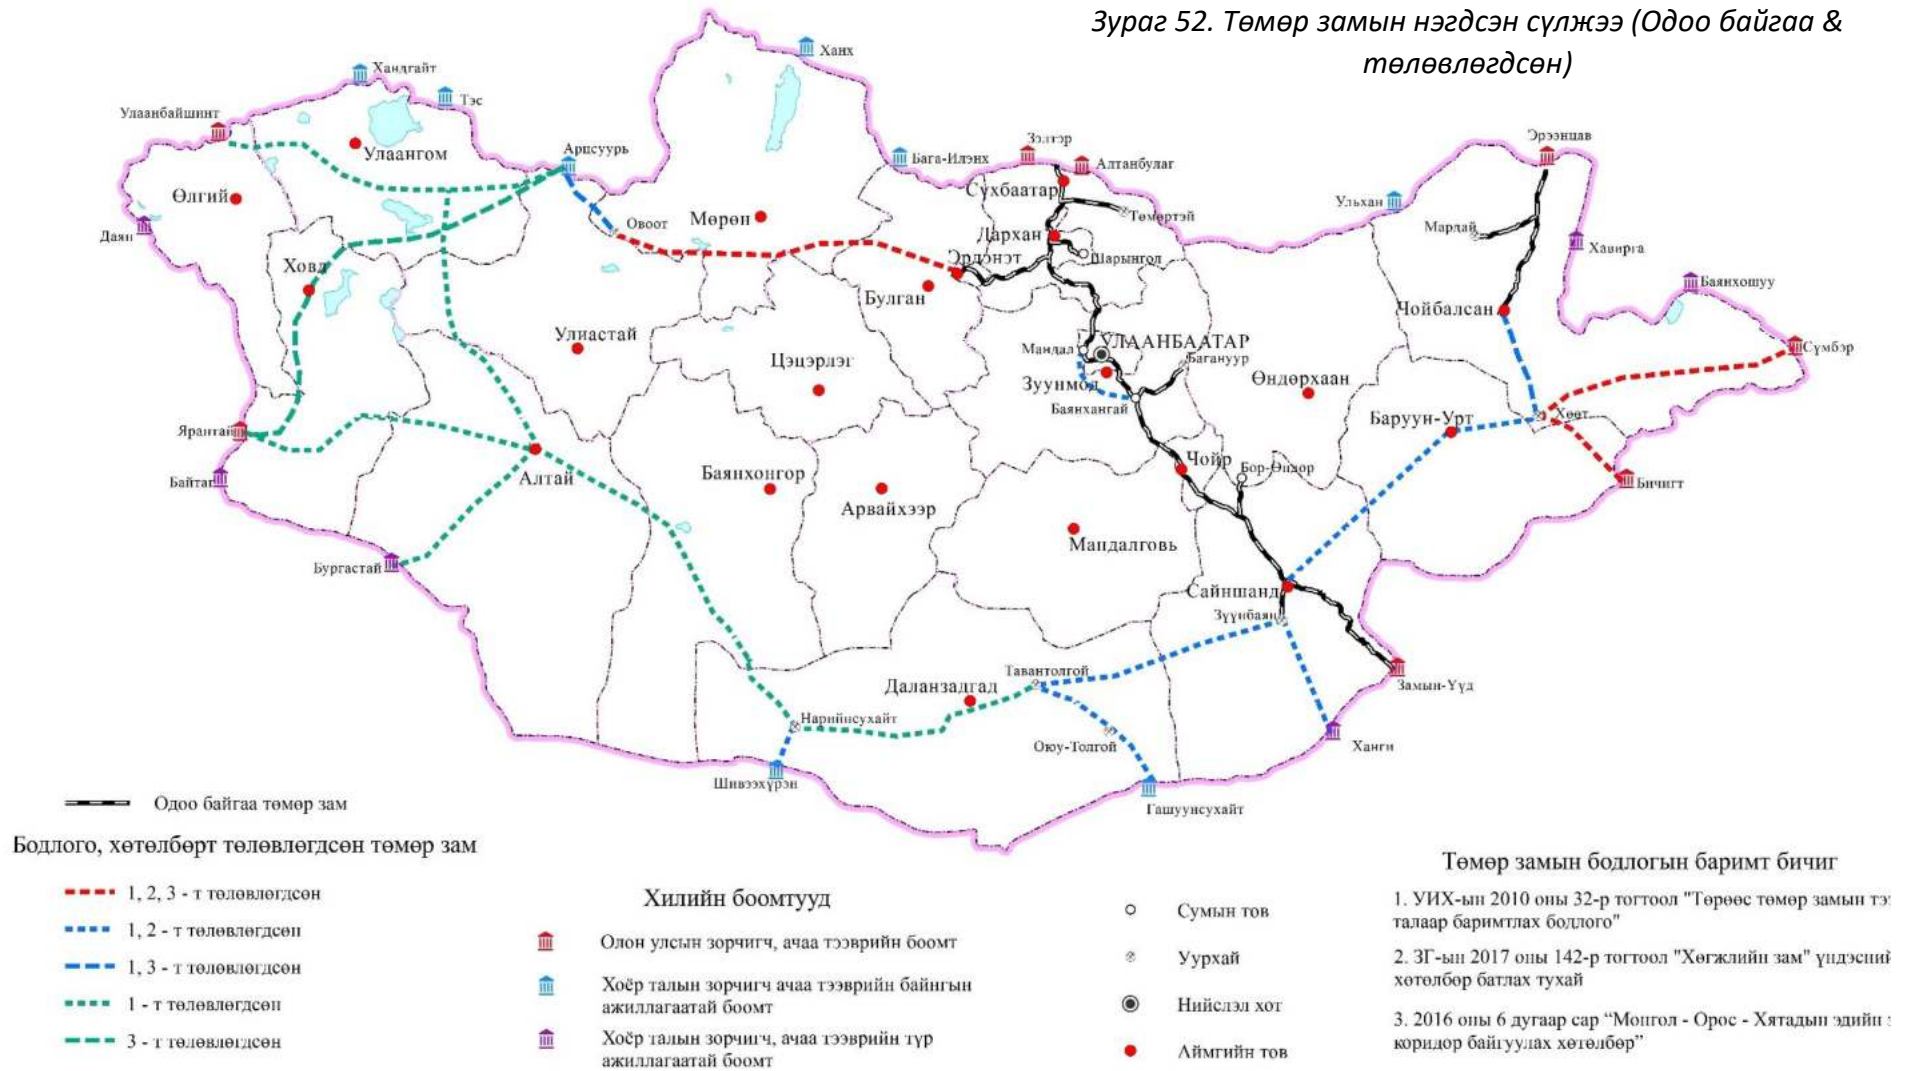 Зураг 52. Төмөр замын нэгдсэн сүлжээ (Одоо байгаа &
төлөвлөгдсөн)
Ханх
Хандгайт
Тэс
Улаанбайшинт
Улаангом
Арцсуурь
Бага-Илэнх
Зэлтэр
Алтанбулаг
Эрээнцав
Өлгий
Даян
Ховд
Овоот
Мөрөн
Сүхбаатар
Төмөртэй
Дархан
Шарынгол
Эрдэнэт
Булган
Ульхан
Мардай
Хавирга
Баянхошуу
Чойбалсан
Сүмбэр
Улиастай
Цэцэрлэг
Мандал
УЛААНБААТАР
Багануур
Зуунмод
Баянхангай
Өндөрхаан
Баруун-Урт
Хөөт
Бичигт
Ярантай
Байтаг
Алтай
Баянхонгор
Арвайхээр
Чойр
Бор-Өндөр
Мандалговь
Бургастай
Сайншанд
Зүүнбаян
Тавантолгой
Даланзадгад
Замын-Үүд
Нарийнсухайт
Оюу-Толгой
Ханги
Шивээхүрэн
Гашуунсухайт
Одоо байгаа төмөр зам
Бодлого, хөтөлбөрт төлөвлөгдсөн төмөр зам
1, 2, 3 - т төлөвлөгдсөн
1, 2 - т төлөвлөгдсөн
1, 3 - т төлөвлөгдсөн
1 - т төлөвлөгдсөн
3 - т төлөвлөгдсөн
Хилийн боомтууд
Олон улсын зорчигч, ачаа тээврийн боомт
Хоёр талын зорчигч ачаа тээврийн байнгын
ажиллагаатай боомт
Хоёр талын зорчигч, ачаа тээврийн түр
ажиллагаатай боомт
Сумын төв
Уурхай
Нийслэл хот
Аймгийн төв
Төмөр замын бодлогын баримт бичиг
1. УИХ-ын 2010 оны 32-р тогтоол "Төрөөс төмөр замын
талаар баримтлах бодлого"
2. ЗГ-ын 2017 оны 142-р тогтоол "Хөгжлийн зам" үндэсний
хөтөлбөр батлах тухай
3. 2016 оны 6 дугаар сар “Монгол - Орос - Хятадын эдийн
коридор байгуулах хөтөлбөр”